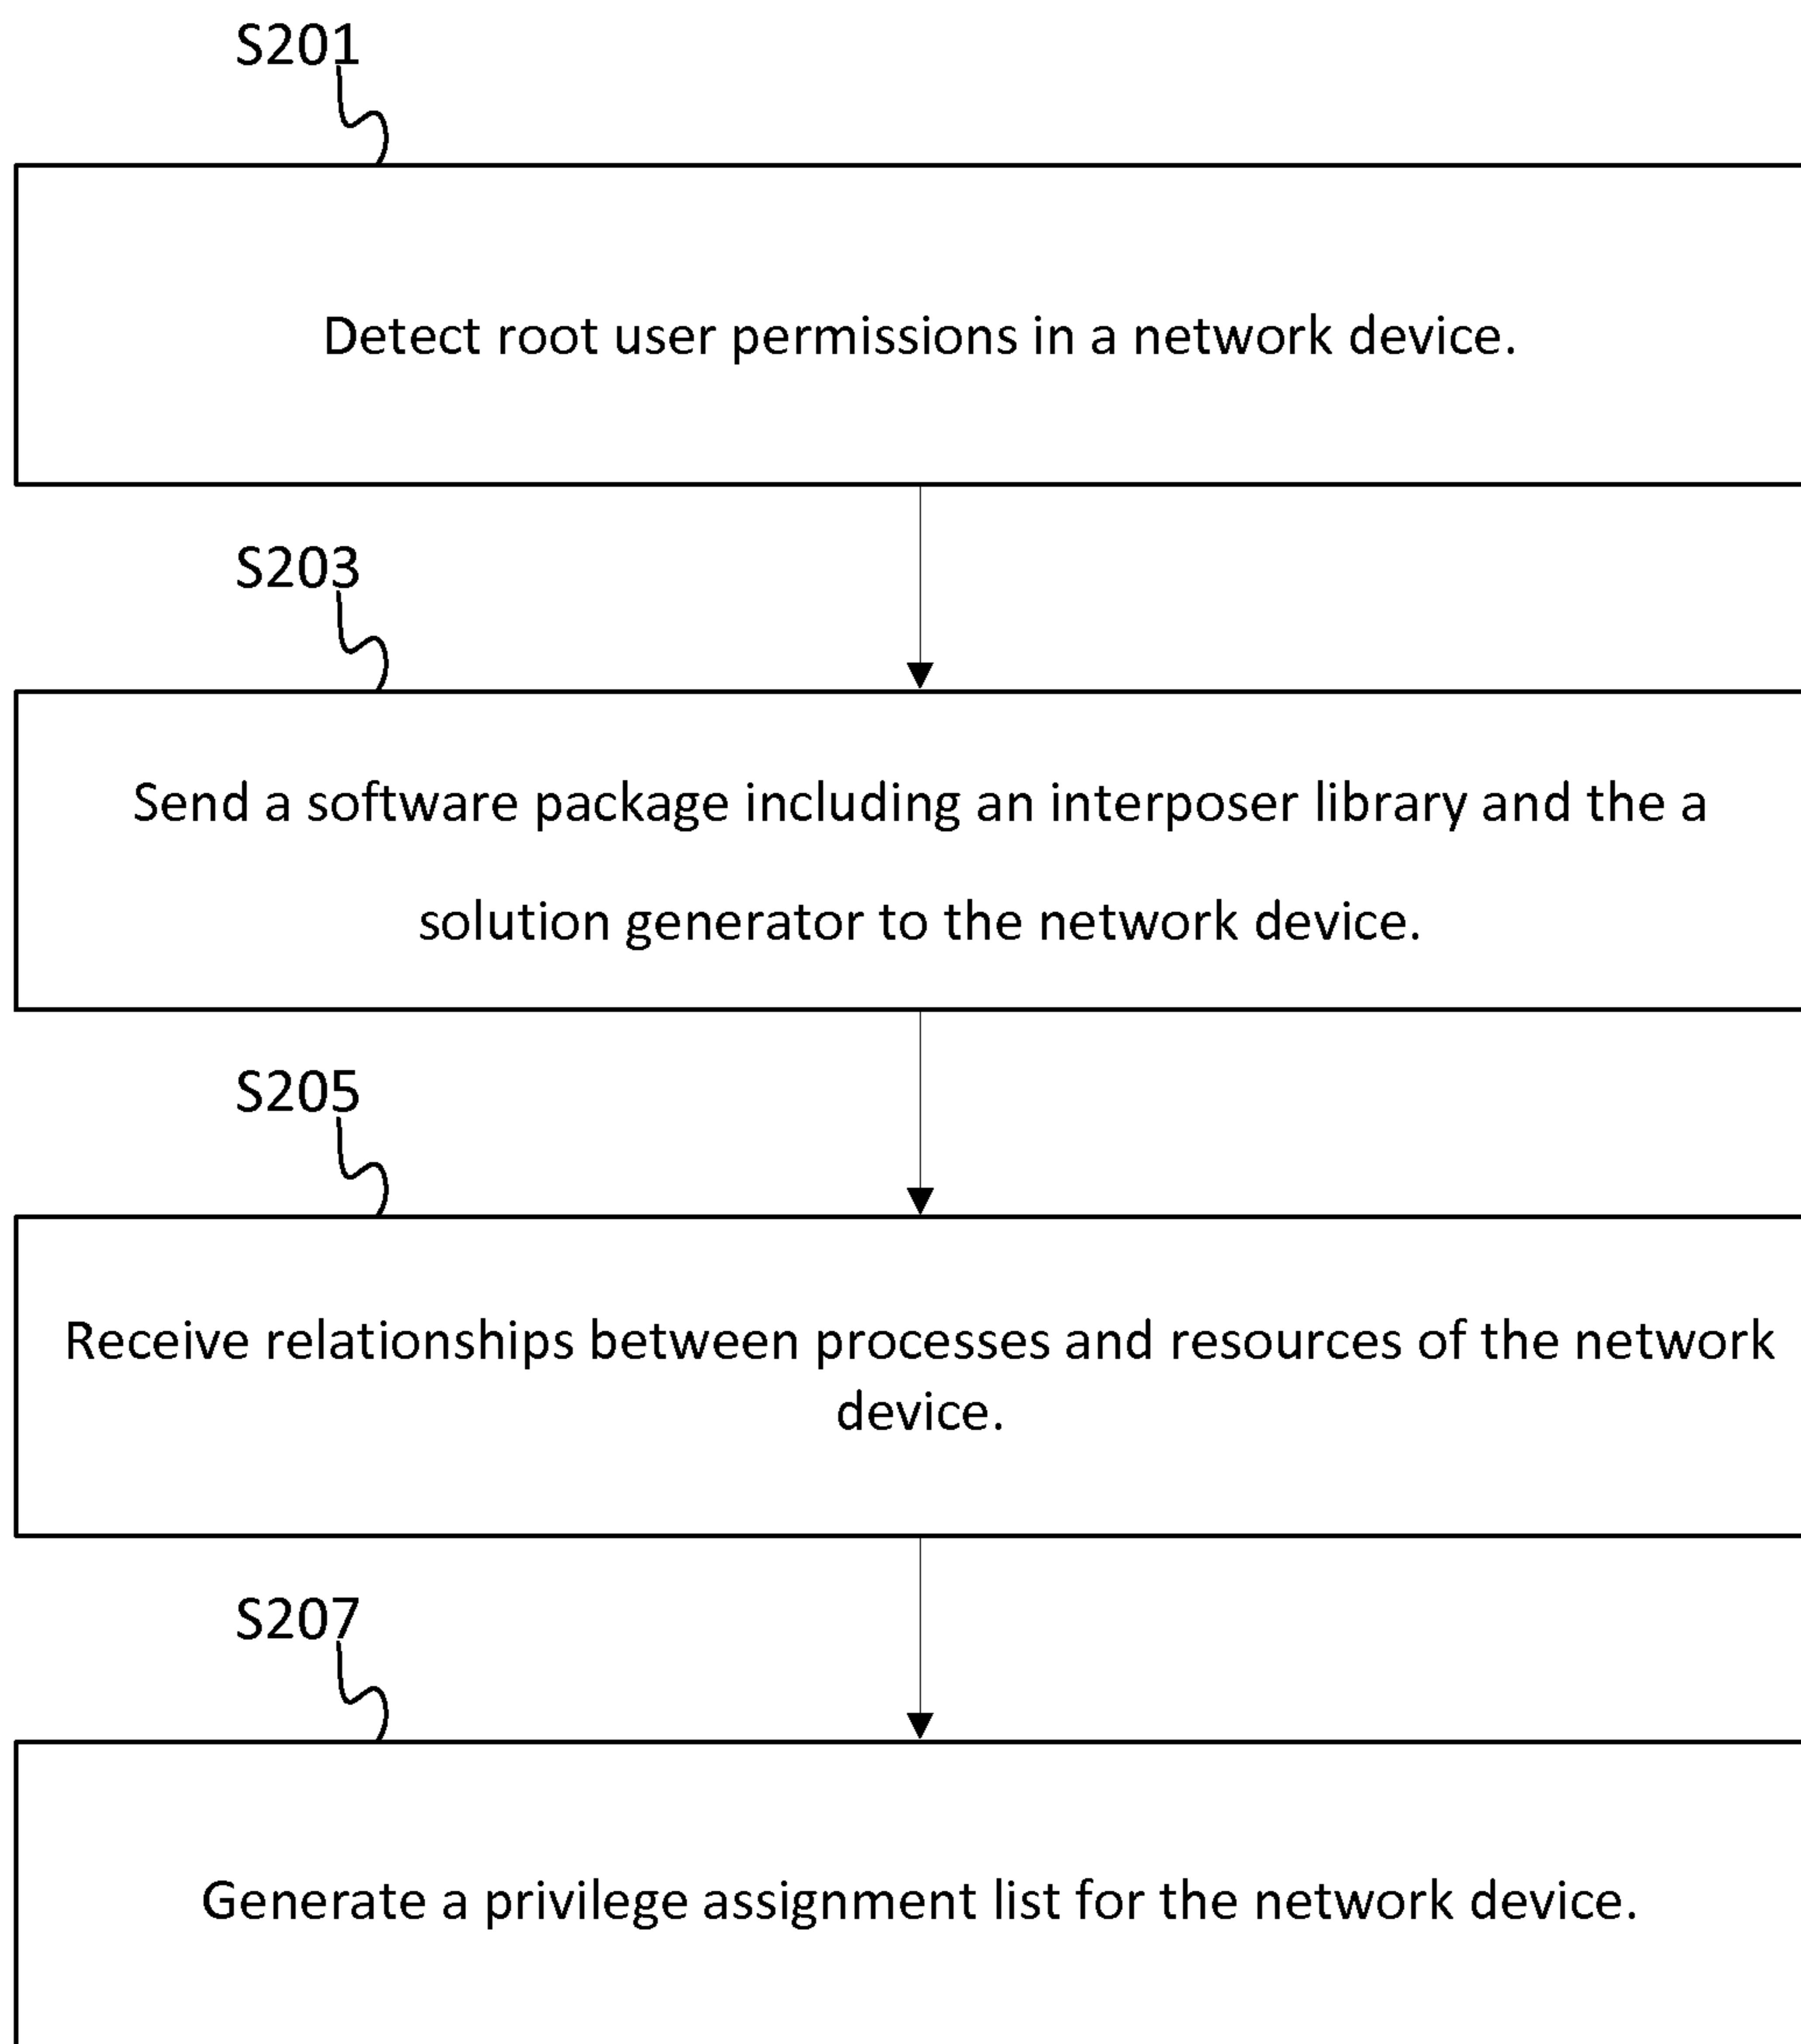 S201
Detect root user permissions in a network device.
S203
Send a software package including an interposer library and the a
solution generator to the network device.
S205
Receive relationships between processes and resources of the network
device.
S207
Generate a privilege assignment list for the network device.